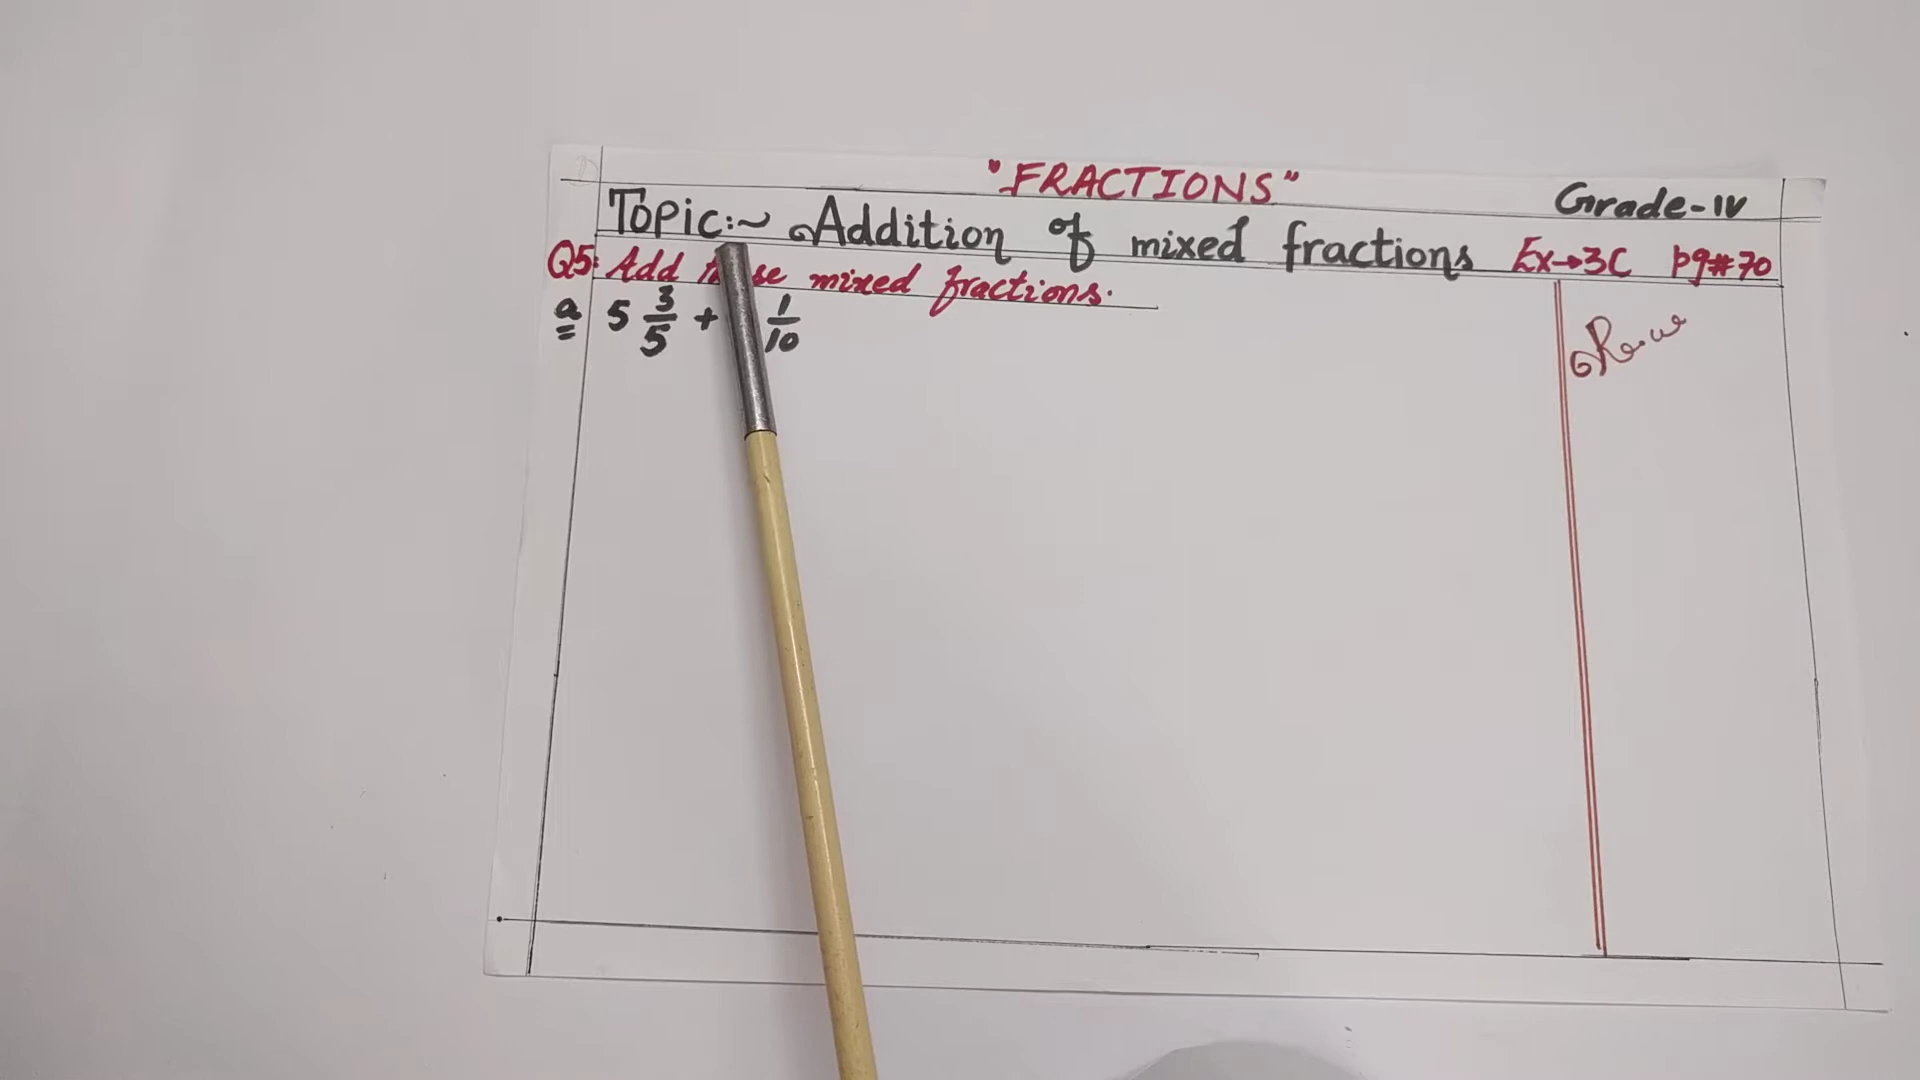 "FRACTIONS"
Grade-IV
Topic:~ Addition of mixed fractions Ex→3C pg#70
Q5: Add mixed fractions.
a 5 3/5 + 1/10